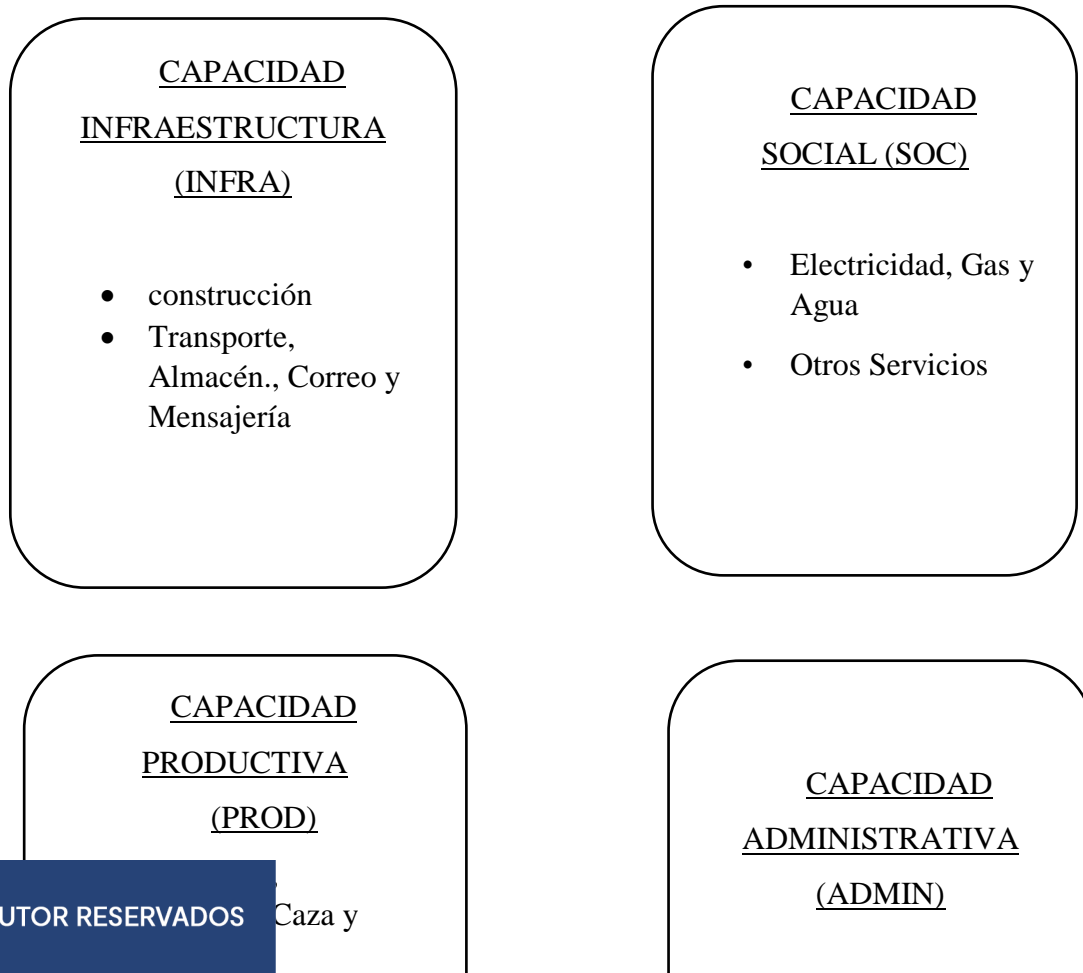 CAPACIDAD
INFRAESTRUCTURA
(INFRA)
• construcción
• Transporte,
Almacén., Correo y
Mensajería
CAPACIDAD
SOCIAL (SOC)
• Electricidad, Gas y
Agua
• Otros Servicios
CAPACIDAD
PRODUCTIVA
(PROD)
Caza y
CAPACIDAD
ADMINISTRATIVA
(ADMIN)
UTOR RESERVADOS